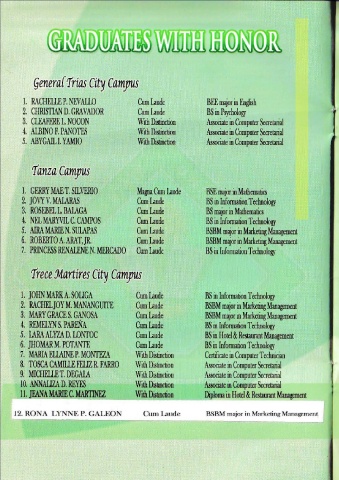 GRADUATES WITH HONOR
General Trias City Campus
1. RACHELLE P. NEVALLO Cum Laude BEE major in English
2. CHRISTIAN D. GRAVADOR Cum Laude BS in Psychology
3. CLEAFEIL L. NOCON With Distinction Associate in Computer Secretarial
4. ALBINO P. PANOTES With Distinction Associate in Computer Secretarial
5. ABYGAIL I. YAMIO With Distinction Associate in Computer Secretarial
Tanza Campus
1. GERRY MAE T. SILVERIO Magna Cum Laude BSE major in Mathematics
2. JOVY V. MALABAS Cum Laude BS in Information Technology
3. ROSEBEL L. BALAGA Cum Laude BS major in Mathematics
4. NEL MARYVIL C. CAMPOS Cum Laude BS in Information Technology
5. AIRA MARIE N. SULAPAS Cum Laude BSBM major in Marketing Management
6. ROBERTO A. ABAT, JR. Cum Laude BSBM major in Marketing Management
7. PRINCESS RENALENE N. MERCADO Cum Laude BS in Information Technology
Trece Martires City Campus
1. JOHN MARK A. SOLIGA Cum Laude BS in Information Technology
2. RACHEL JOY M. MANANGUITE Cum Laude BSBM major in Marketing Management
3. MARY GRACE S. GANOSA Cum Laude BSBM major in Marketing Management
4. REMELYN S. PAREÑA Cum Laude BS in Information Technology
5. LARA ALYZA D. LONTOC Cum Laude BS in Hotel & Restaurant Management
6. JHOMAR M. POTANTE Cum Laude BS in Information Technology
7. MARIA ELLAINE P. MONTEZA With Distinction Certificate in Computer Technician
8. TOSCA CAMILLE FELIZ R. FARRO With Distinction Associate in Computer Secretarial
9. MICHELLE T. DEGALA With Distinction Associate in Computer Secretarial
10. ANNALIZA D. REYES With Distinction Associate in Computer Secretarial
11. JEANA MARIE C. MARTINEZ With Distinction Diploma in Hotel & Restaurant Management
12. RONA LYNNE P. GALEON Cum Laude BSBM major in Marketing Management